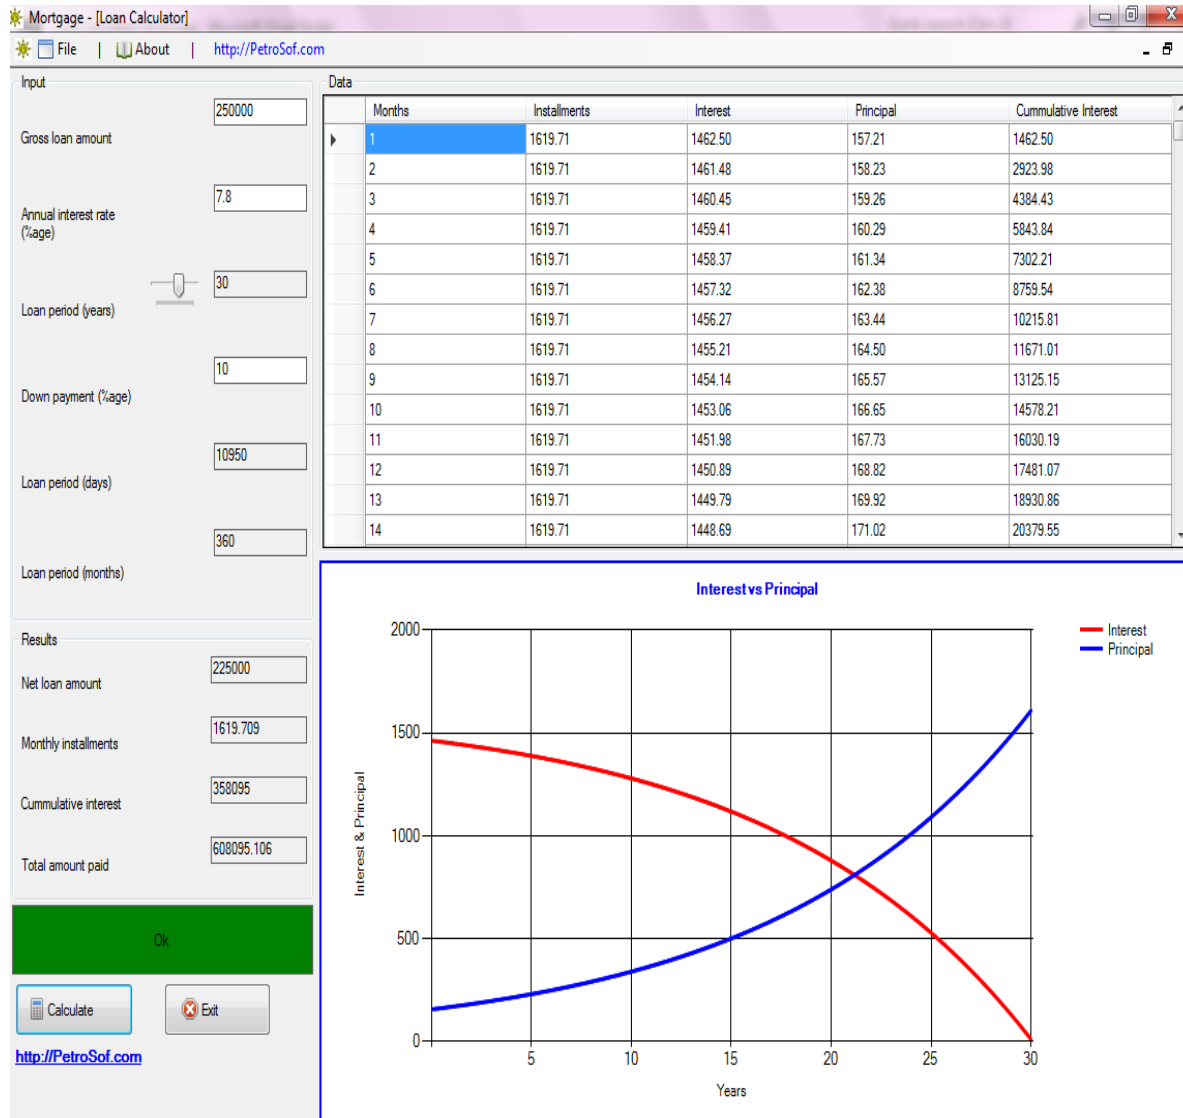 Mortgage - [Loan Calculator]
File | About | http://PetroSof.com
Input
250000
Gross loan amount
7.8
Annual interest rate
(%age)
30
Loan period (years)
10
Down payment (%age)
10950
Loan period (days)
360
Loan period (months)
Results
225000
Net loan amount
1619.709
Monthly installments
358095
Cummulative interest
608095.106
Total amount paid
Ok
Calculate Exit
http://PetroSof.com
Data
Months Installments Interest Principal Cummulative Interest
1 1619.71 1462.50 157.21 1462.50
2 1619.71 1461.48 158.23 2923.98
3 1619.71 1460.45 159.26 4384.43
4 1619.71 1459.41 160.29 5843.84
5 1619.71 1458.37 161.34 7302.21
6 1619.71 1457.32 162.38 8759.54
7 1619.71 1456.27 163.44 10215.81
8 1619.71 1455.21 164.50 11671.01
9 1619.71 1454.14 165.57 13125.15
10 1619.71 1453.06 166.65 14578.21
11 1619.71 1451.98 167.73 16030.19
12 1619.71 1450.89 168.82 17481.07
13 1619.71 1449.79 169.92 18930.86
14 1619.71 1448.69 171.02 20379.55
Interest vs Principal
2000
1500
1000
500
0
Interest & Principal
5 10 15 20 25 30
Years
Interest
Principal